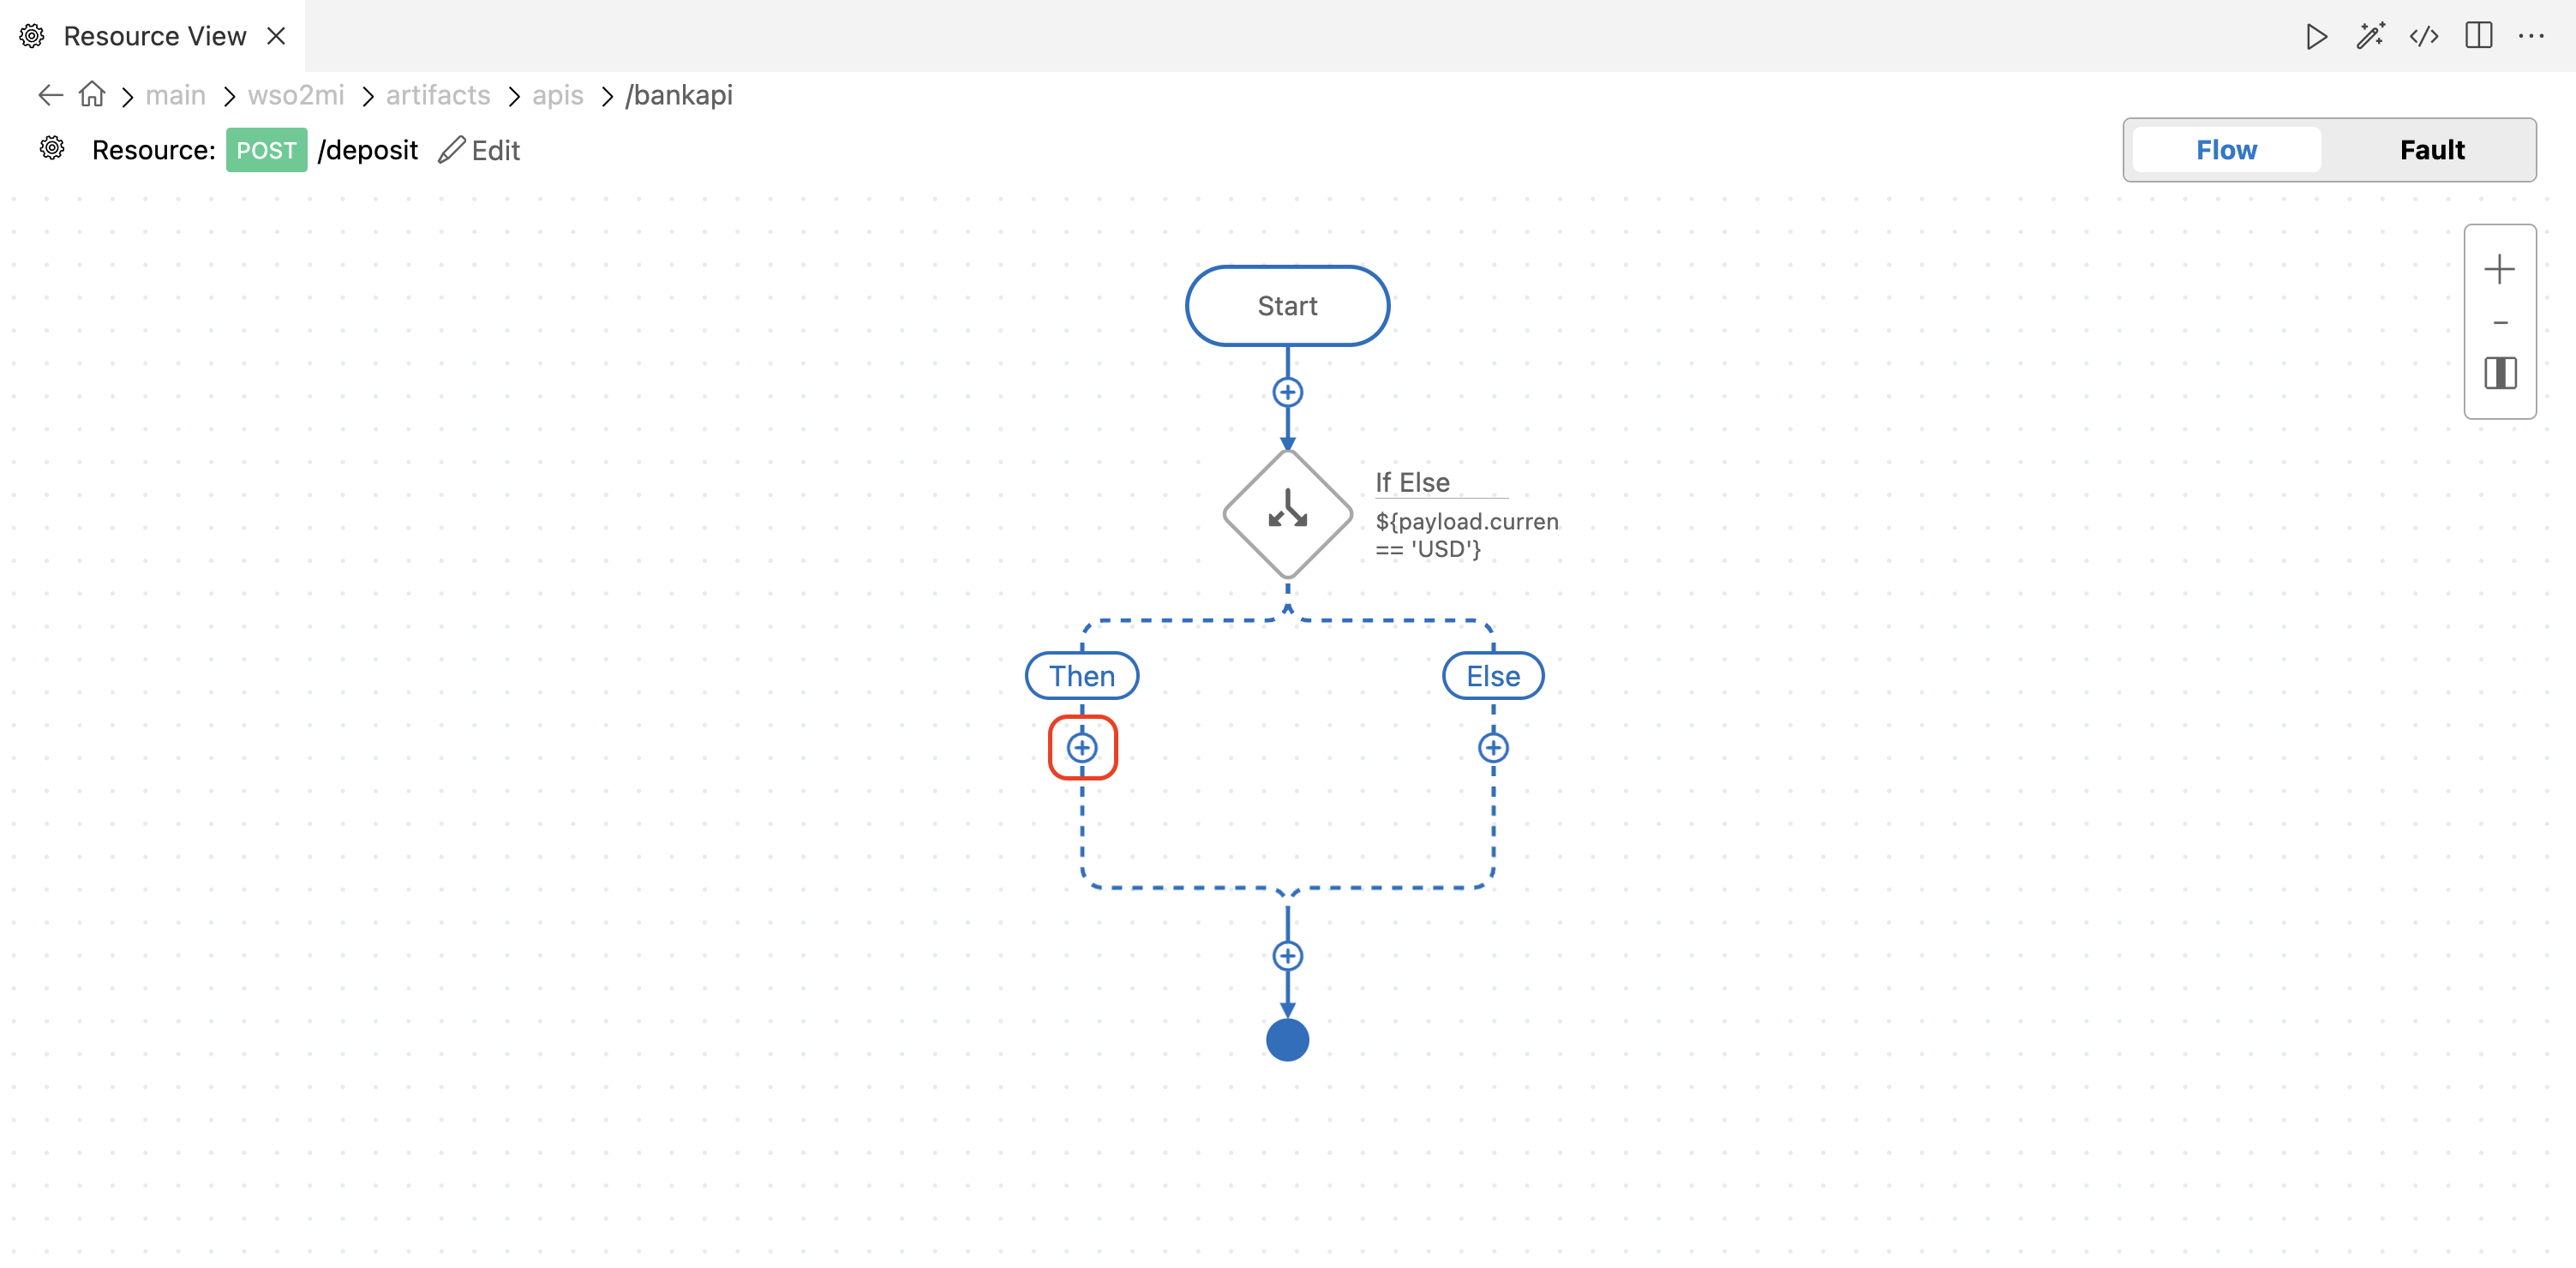 Resource View
main wso2mi artifacts apis /bankapi
Resource: POST /deposit Edit
Flow Fault
Start
If Else
${payload.curren
== 'USD'}
Then Else